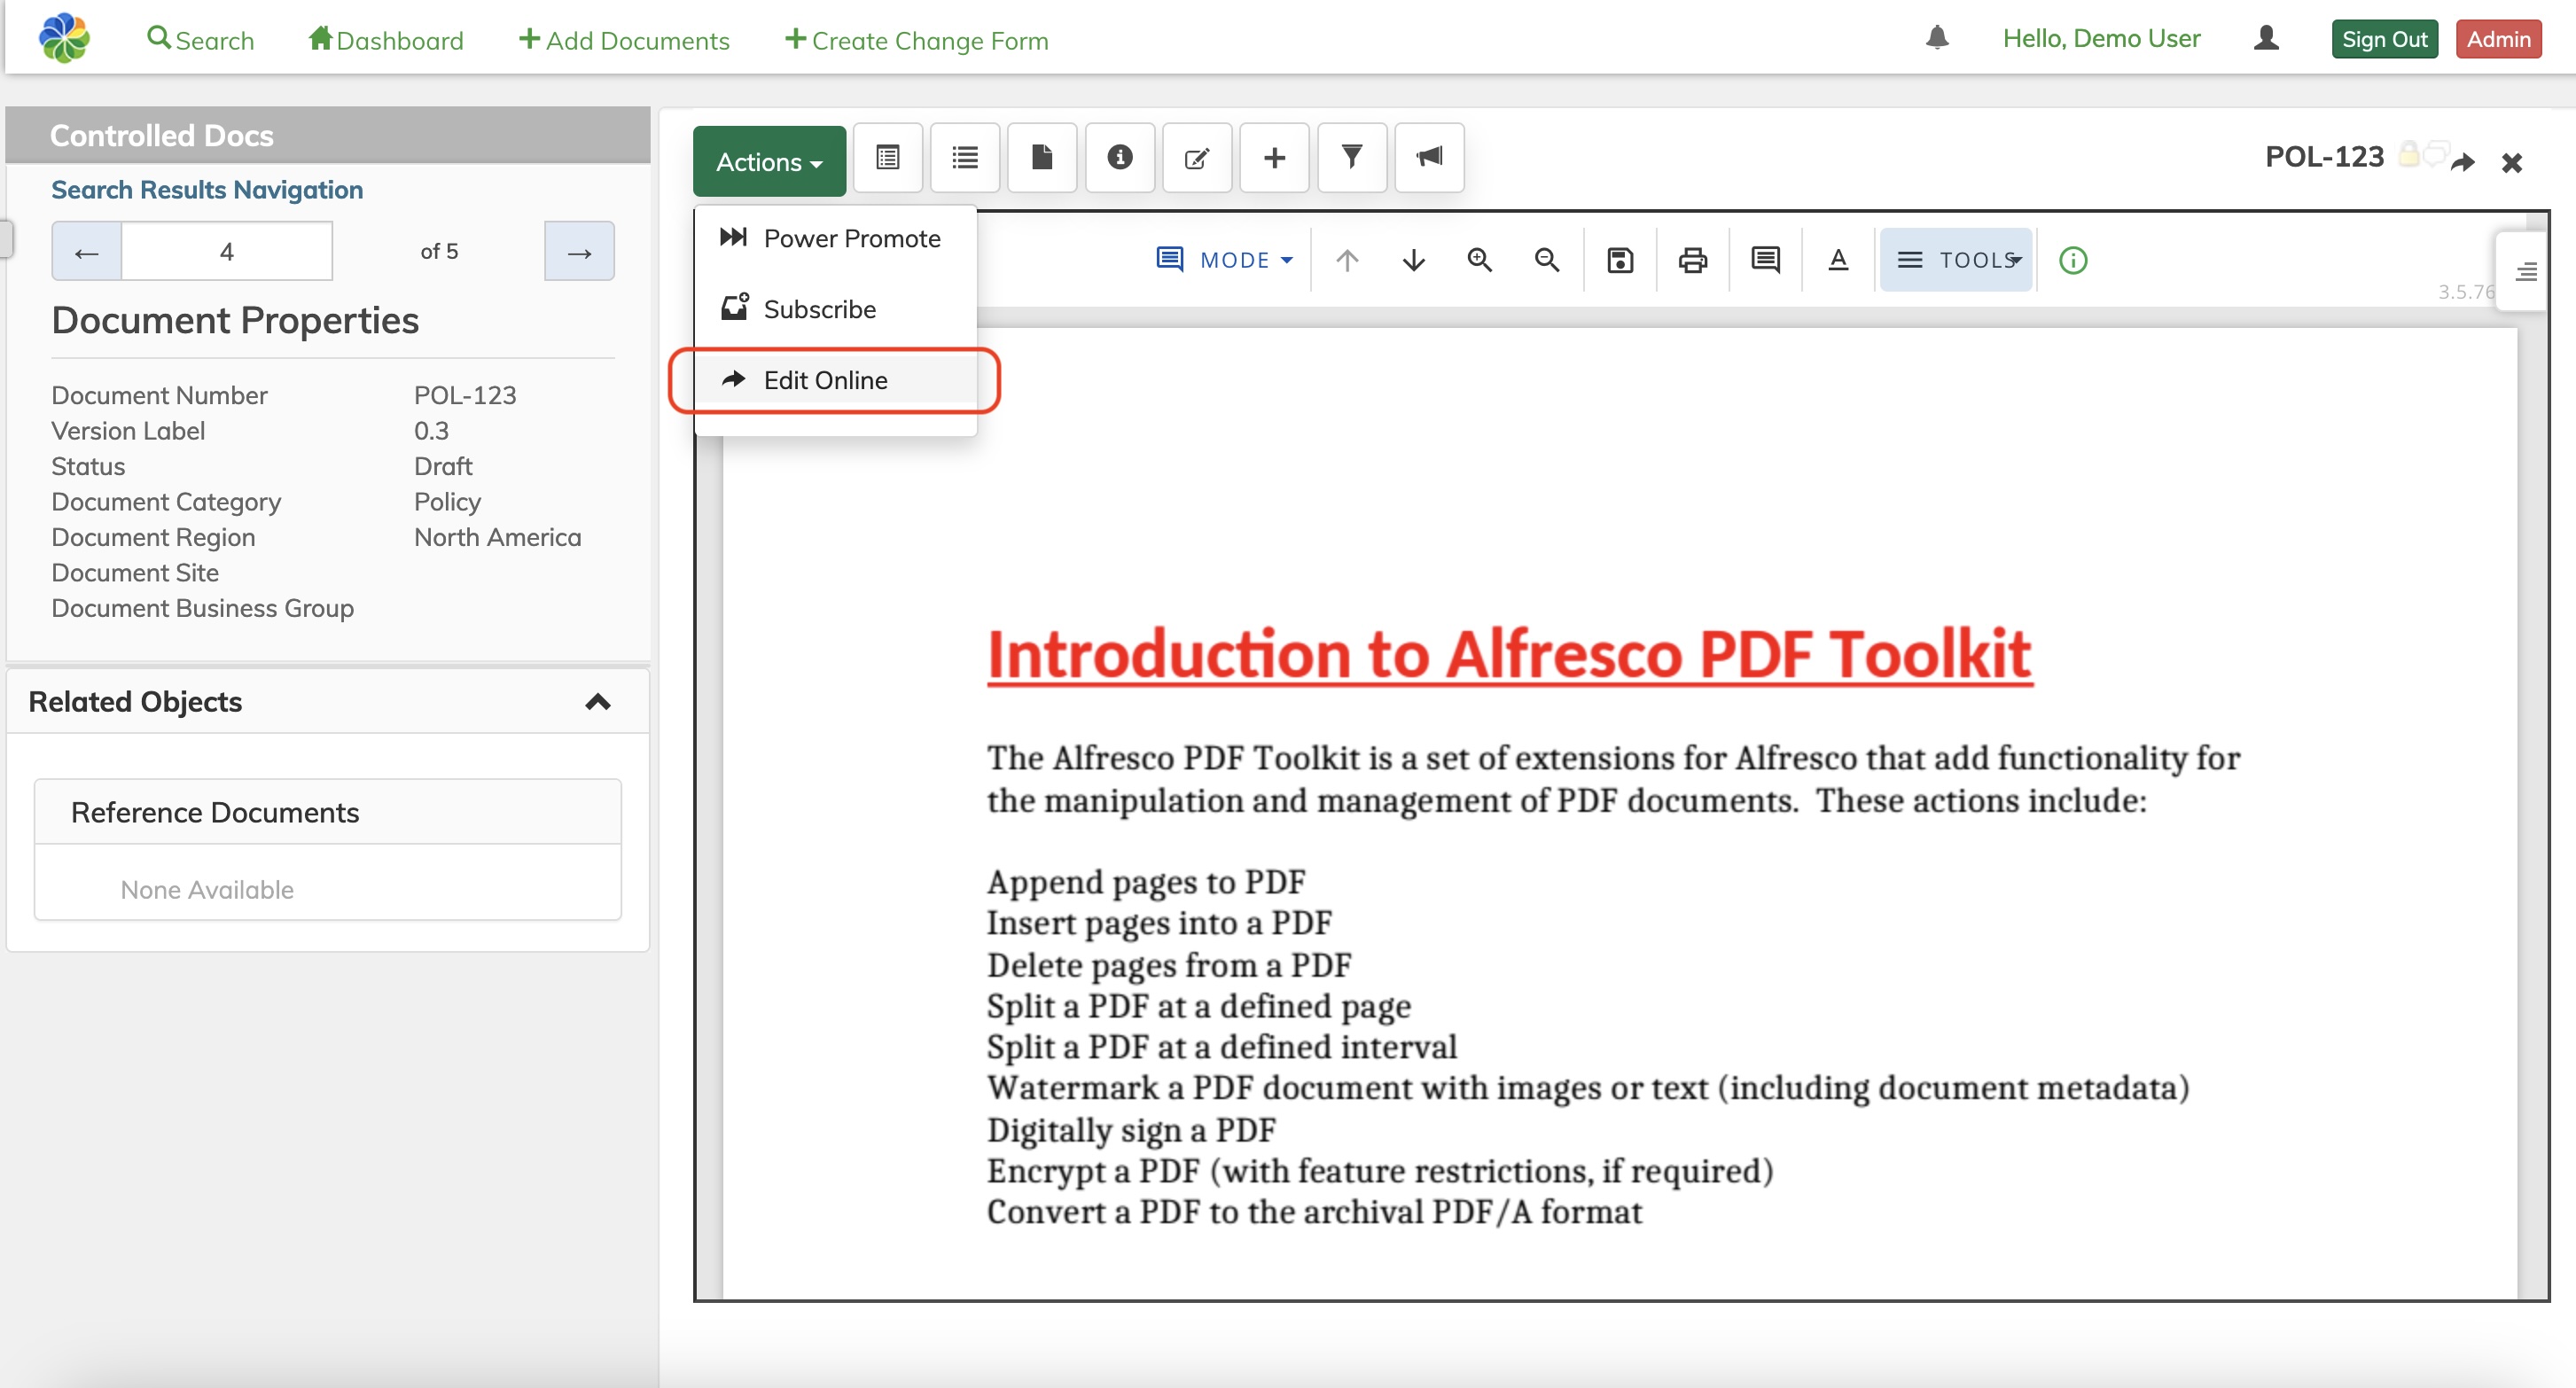 Search Dashboard Add Documents Create Change Form Hello, Demo User Sign Out Admin
Controlled Docs
Search Results Navigation
4 of 5
Document Properties
Document Number POL-123
Version Label 0.3
Status Draft
Document Category Policy
Document Region North America
Document Site
Document Business Group
Related Objects
Reference Documents
None Available
Actions
POL-123
Power Promote
Subscribe
Edit Online
MODE
A
TOOLS
3.5.76
Introduction to Alfresco PDF Toolkit
The Alfresco PDF Toolkit is a set of extensions for Alfresco that add functionality for
the manipulation and management of PDF documents.  These actions include:
Append pages to PDF
Insert pages into a PDF
Delete pages from a PDF
Split a PDF at a defined page
Split a PDF at a defined interval
Watermark a PDF document with images or text (including document metadata)
Digitally sign a PDF
Encrypt a PDF (with feature restrictions, if required)
Convert a PDF to the archival PDF/A format